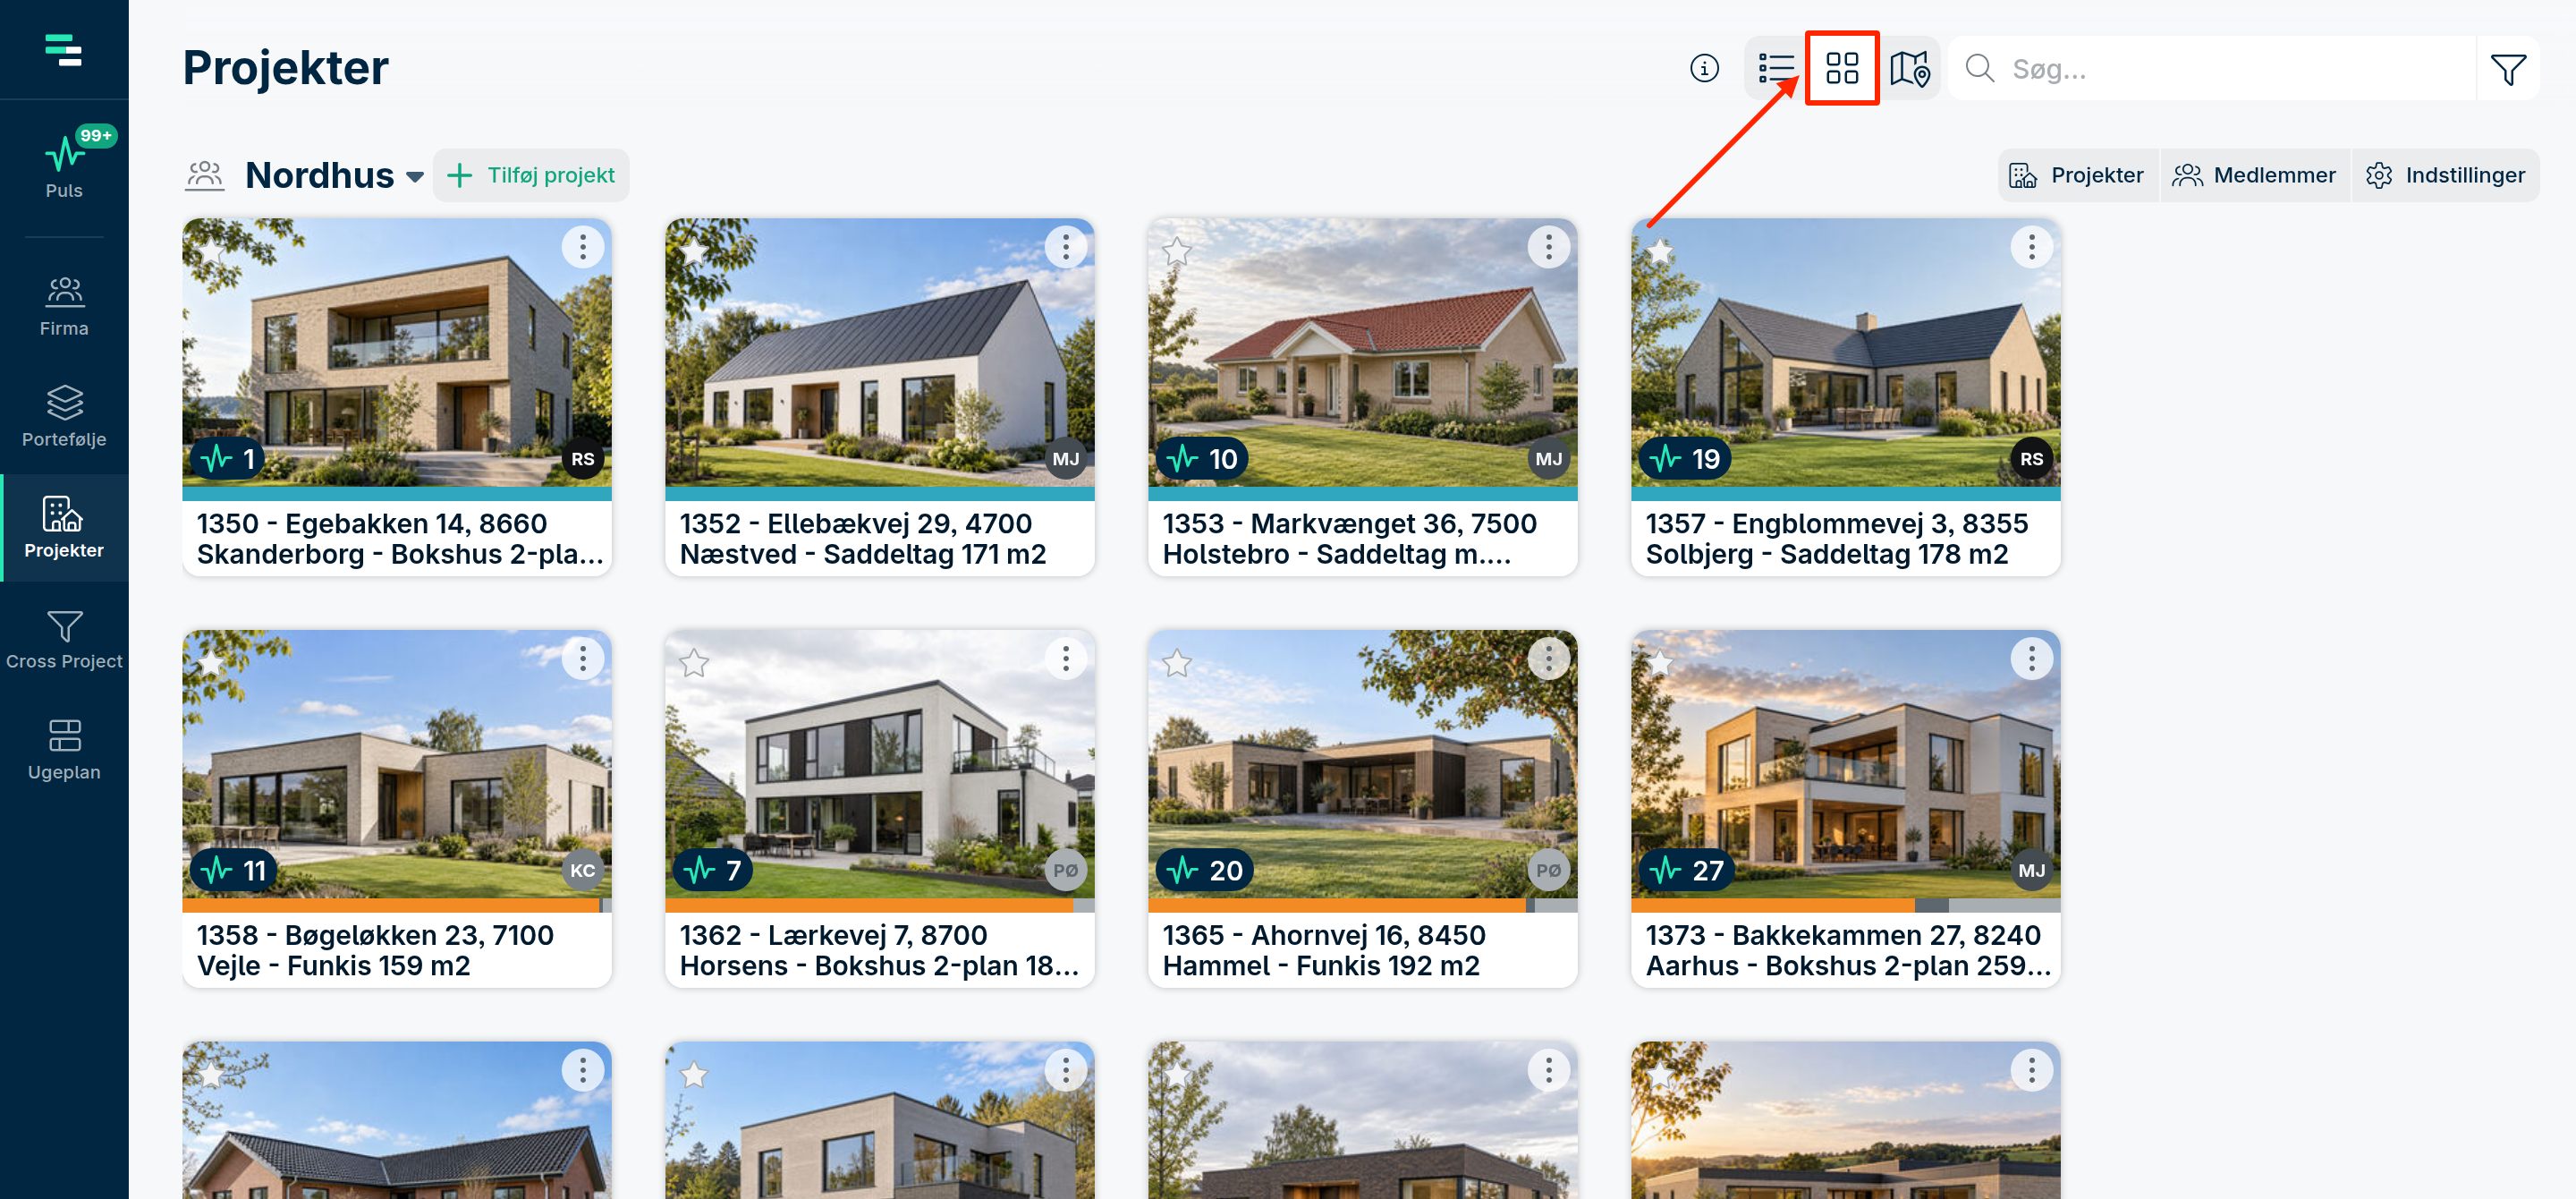 Projekter
Søg...
99+
Puls
Firma
Portefølje
Projekter
Cross Project
Ugeplan
Nordhus
Tilføj projekt
Projekter
Medlemmer
Indstillinger
1
RS
1350 - Egebakken 14, 8660
Skanderborg - Bokshus 2-pla...
MJ
1352 - Ellebækvej 29, 4700
Næstved - Saddeltag 171 m2
10
MJ
1353 - Markvænget 36, 7500
Holstebro - Saddeltag m....
19
RS
1357 - Engblommevej 3, 8355
Solbjerg - Saddeltag 178 m2
11
KC
1358 - Bøgeløkken 23, 7100
Vejle - Funkis 159 m2
7
PØ
1362 - Lærkevej 7, 8700
Horsens - Bokshus 2-plan 18...
20
PØ
1365 - Ahornvej 16, 8450
Hammel - Funkis 192 m2
27
MJ
1373 - Bakkekammen 27, 8240
Aarhus - Bokshus 2-plan 259...